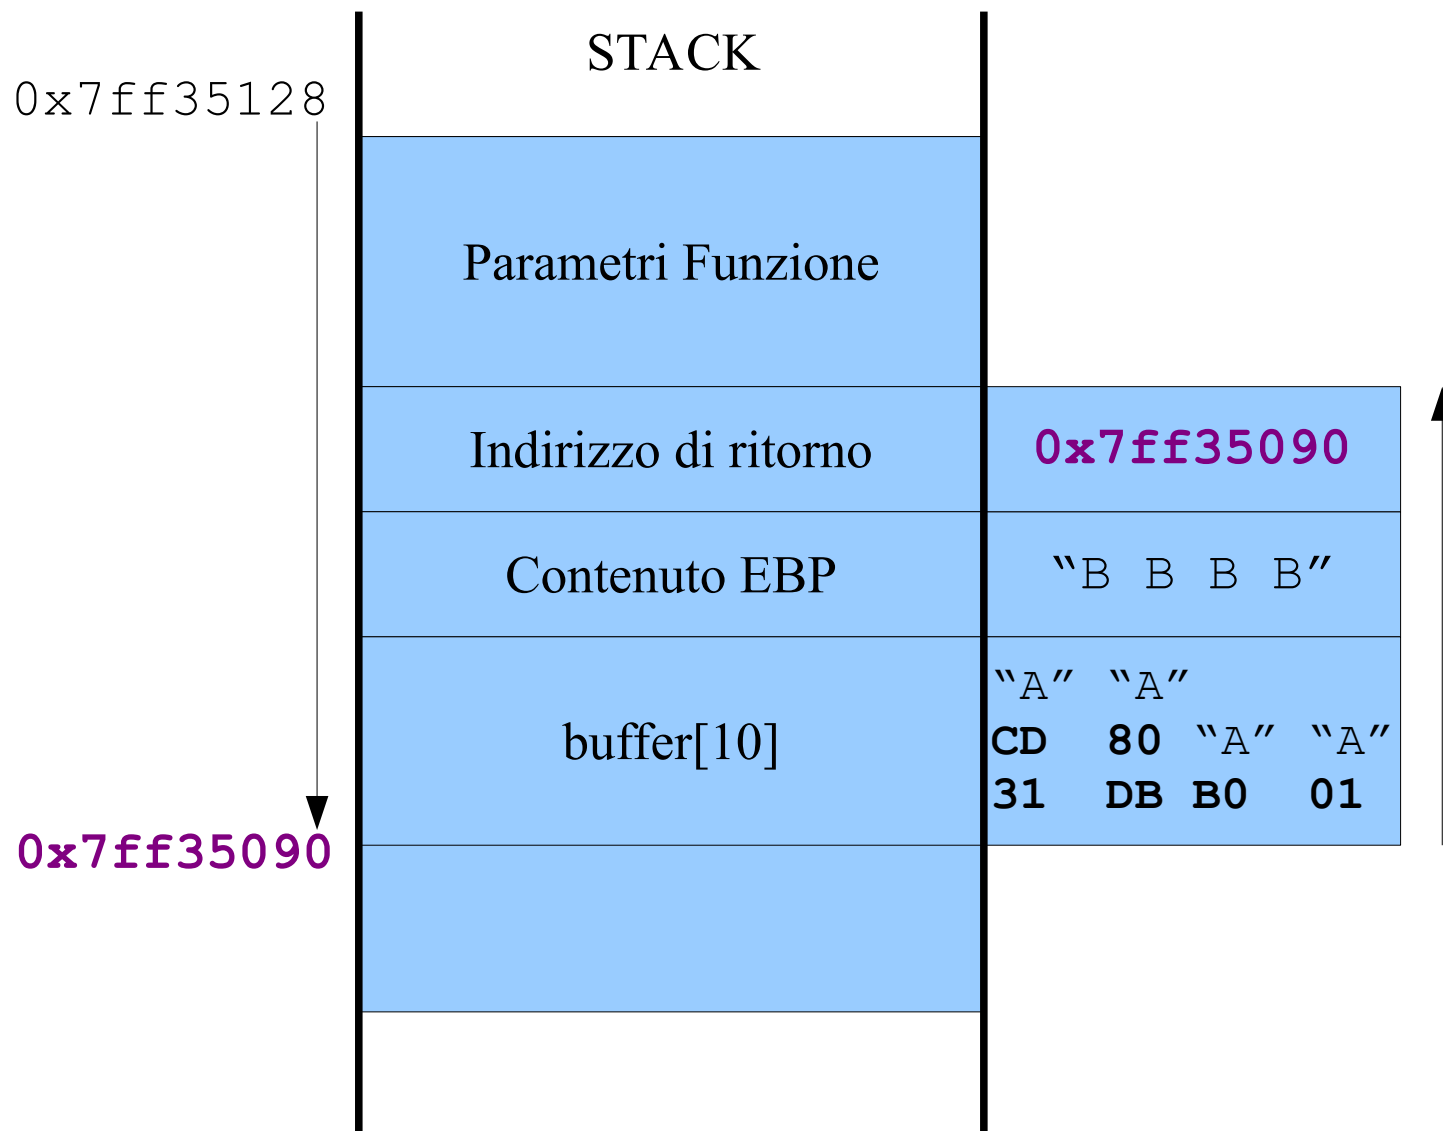 STACK
0x7ff35128
Parametri Funzione
Indirizzo di ritorno
0x7ff35090
Contenuto EBP
“B B B B”
“A” “A”
buffer[10]
CD 80 “A” “A”
31 DB B0 01
0x7ff35090